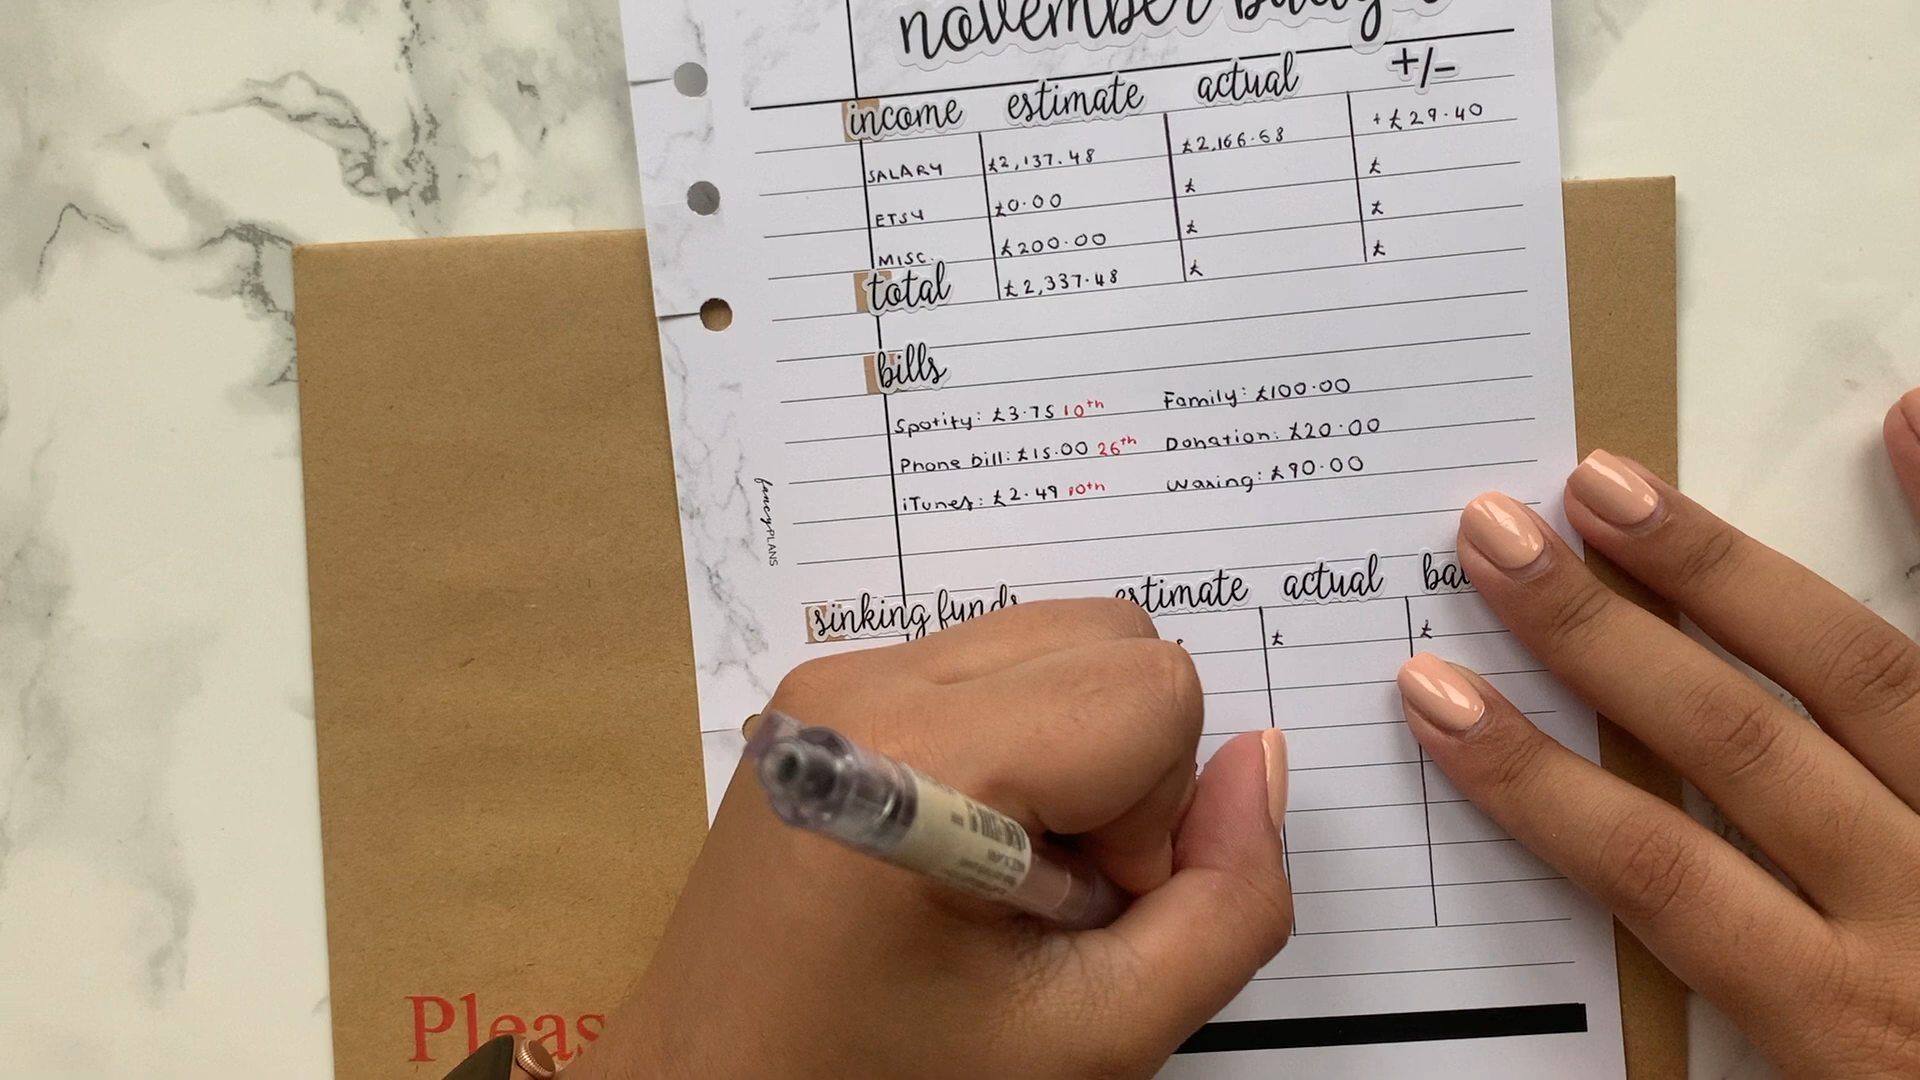 november
income estimate actual +/-
SALARY £2,137.48 £2,166.68 +£29.40
ETSY £0.00 £ £
MISC. £200.00 £ £
total £2,337.48 £ £
bills
Spotify: £3.75 10th Family: £100.00
Phone bill: £15.00 26th Donation: £20.00
iTunes: £2.49 10th Waxing: £90.00
fancyPLANS
sinking funds estimate actual
£ £